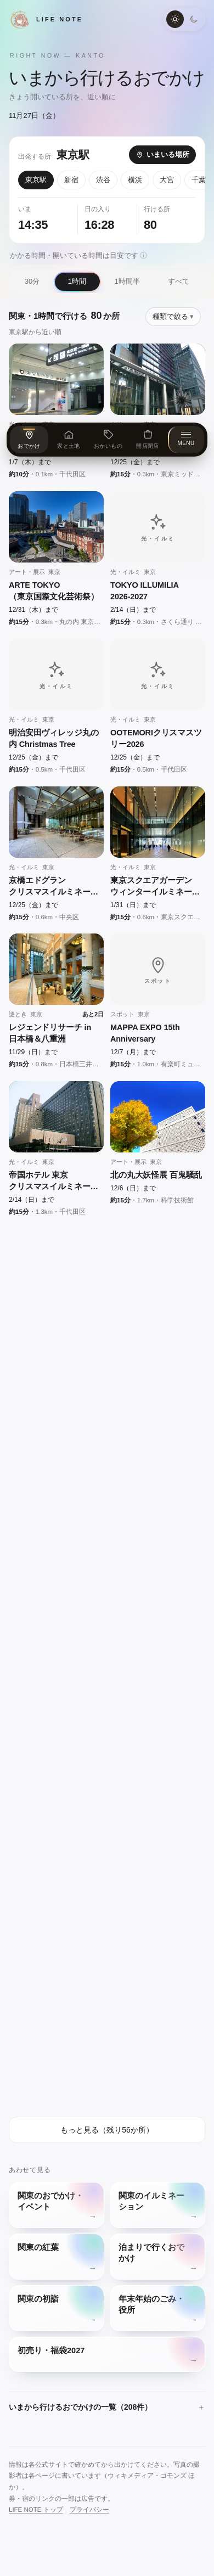 LIFE NOTE
RIGHT NOW — KANTO
いまから行けるおでかけ
きょう開いている所を、近い順に
11月27日（金）
出発する所 東京駅 いまいる場所
東京駅 新宿 渋谷 横浜 大宮 千葉
いま 日の入り 行ける所
14:35 16:28 80
かかる時間・開いている時間は目安です ⓘ
30分 1時間 1時間半 すべて
関東・1時間で行ける 80か所 種類で絞る ▾
東京駅から近い順
おでかけ 家と土地 おかいもの 開店閉店 MENU
1/7（木）まで
約10分・0.1km・千代田区
12/25（金）まで
約15分・0.3km・東京ミッド…
アート・展示 東京
ARTE TOKYO
（東京国際文化芸術祭）
12/31（木）まで
約10分・0.3km・丸の内 東京…
光・イルミ
光・イルミ 東京
TOKYO ILLUMILIA
2026-2027
2/14（日）まで
約15分・0.3km・さくら通り …
光・イルミ
光・イルミ 東京
明治安田ヴィレッジ丸の
内 Christmas Tree
12/25（金）まで
約15分・0.5km・千代田区
光・イルミ
光・イルミ 東京
OOTEMORIクリスマスツ
リー2026
12/25（金）まで
約15分・0.5km・千代田区
光・イルミ 東京
京橋エドグラン
クリスマスイルミネー…
12/25（金）まで
約15分・0.6km・中央区
光・イルミ 東京
東京スクエアガーデン
ウィンターイルミネー…
1/31（日）まで
約15分・0.6km・東京スクエ…
謎とき 東京 あと2日
レジェンドリサーチ in
日本橋＆八重洲
11/29（日）まで
約15分・0.8km・日本橋三井…
スポット
スポット 東京
MAPPA EXPO 15th
Anniversary
12/7（月）まで
約15分・1.0km・有楽町ミュ…
光・イルミ 東京
帝国ホテル 東京
クリスマスイルミネー…
2/14（日）まで
約15分・1.3km・千代田区
アート・展示 東京
北の丸大妖怪展 百鬼騒乱
12/6（日）まで
約15分・1.7km・科学技術館
もっと見る（残り56か所）
あわせて見る
関東のおでかけ・
イベント
→
関東のイルミネー
ション
→
関東の紅葉
→
泊まりで行くおで
かけ
→
関東の初詣
→
年末年始のごみ・
役所
→
初売り・福袋2027
→
いまから行けるおでかけの一覧（208件） +
情報は各公式サイトで確かめてから出かけてください。写真の撮
影者は各ページに書いています（ウィキメディア・コモンズ ほ
か）。
券・宿のリンクの一部は広告です。
LIFE NOTE トップ プライバシー